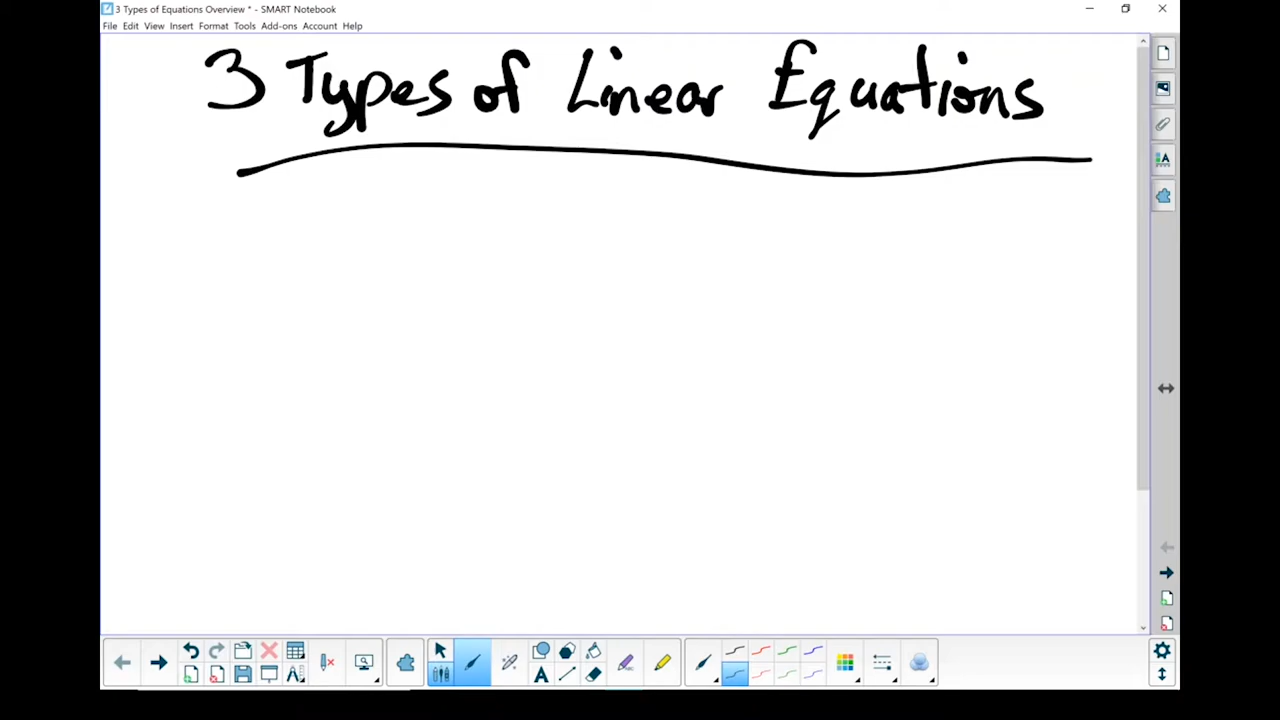 3 Types of Equations Overview * - SMART Notebook
File Edit View Insert Format Tools Add-ons Account Help
3 Types of Linear Equations